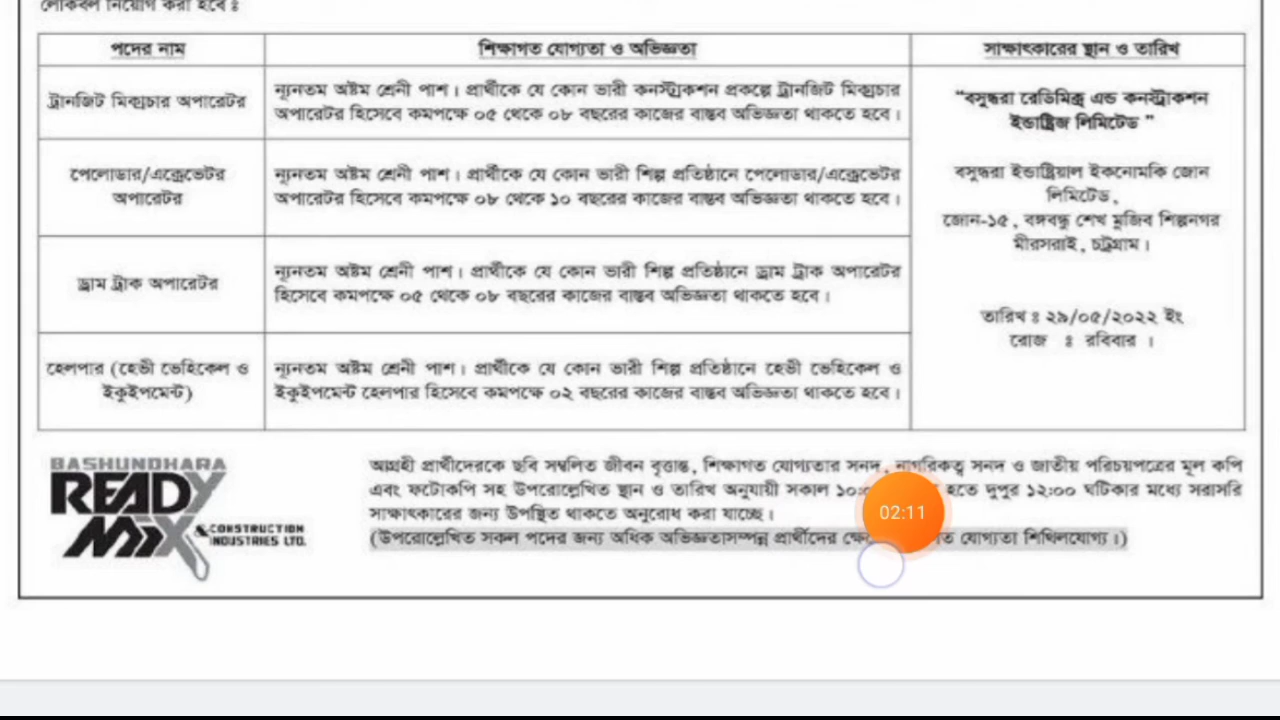 লোকবল নিয়োগ করা হবে ঃ
পদের নাম
শিক্ষাগত যোগ্যতা ও অভিজ্ঞতা
সাক্ষাৎকারের স্থান ও তারিখ
ট্রানজিট মিক্সচার অপারেটর
ন্যূনতম অষ্টম শ্রেনী পাশ। প্রার্থীকে যে কোন ভারী কনস্ট্রাকশন প্রকল্পে ট্রানজিট মিক্সচার
অপারেটর হিসেবে কমপক্ষে ০৫ থেকে ০৮ বছরের কাজের বাস্তব অভিজ্ঞতা থাকতে হবে।
পেলোডার/এক্সেভেটর
অপারেটর
ন্যূনতম অষ্টম শ্রেনী পাশ। প্রার্থীকে যে কোন ভারী শিল্প প্রতিষ্ঠানে পেলোডার/এক্সেভেটর
অপারেটর হিসেবে কমপক্ষে ০৮ থেকে ১০ বছরের কাজের বাস্তব অভিজ্ঞতা থাকতে হবে।
ড্রাম ট্রাক অপারেটর
ন্যূনতম অষ্টম শ্রেনী পাশ। প্রার্থীকে যে কোন ভারী শিল্প প্রতিষ্ঠানে ড্রাম ট্রাক অপারেটর
হিসেবে কমপক্ষে ০৫ থেকে ০৮ বছরের কাজের বাস্তব অভিজ্ঞতা থাকতে হবে।
হেলপার (হেভী ভেহিকেল ও
ইকুইপমেন্ট)
ন্যূনতম অষ্টম শ্রেনী পাশ। প্রার্থীকে যে কোন ভারী শিল্প প্রতিষ্ঠানে হেভী ভেহিকেল ও
ইকুইপমেন্ট হেলপার হিসেবে কমপক্ষে ০২ বছরের কাজের বাস্তব অভিজ্ঞতা থাকতে হবে।
“বসুন্ধরা রেডিমিক্স এন্ড কনস্ট্রাকশন
ইন্ডাষ্ট্রিজ লিমিটেড ”
বসুন্ধরা ইন্ডাষ্ট্রিয়াল ইকনোমকি জোন
লিমিটেড,
জোন-১৫, বঙ্গবন্ধু শেখ মুজিব শিল্পনগর
মীরসরাই, চট্রগ্রাম।
তারিখ ঃ ২৯/০৫/২০২২ ইং
রোজ ঃ রবিবার ।
BASHUNDHARA
READY
MIX
& CONSTRUCTION
INDUSTRIES LTD.
আগ্রহী প্রার্থীদেরকে ছবি সম্বলিত জীবন বৃত্তান্ত, শিক্ষাগত যোগ্যতার সনদ, নাগরিকত্ব সনদ ও জাতীয় পরিচয়পত্রের মূল কপি
এবং ফটোকপি সহ উপরোল্লেখিত স্থান ও তারিখ অনুযায়ী সকাল হতে দুপুর ১২:০০ ঘটিকার মধ্যে সরাসরি
সাক্ষাৎকারের জন্য উপস্থিত থাকতে অনুরোধ করা যাচ্ছে।
(উপরোল্লেখিত সকল পদের জন্য অধিক অভিজ্ঞতাসম্পন্ন প্রার্থীদের যোগ্যতা শিথিলযোগ্য।)
02:11